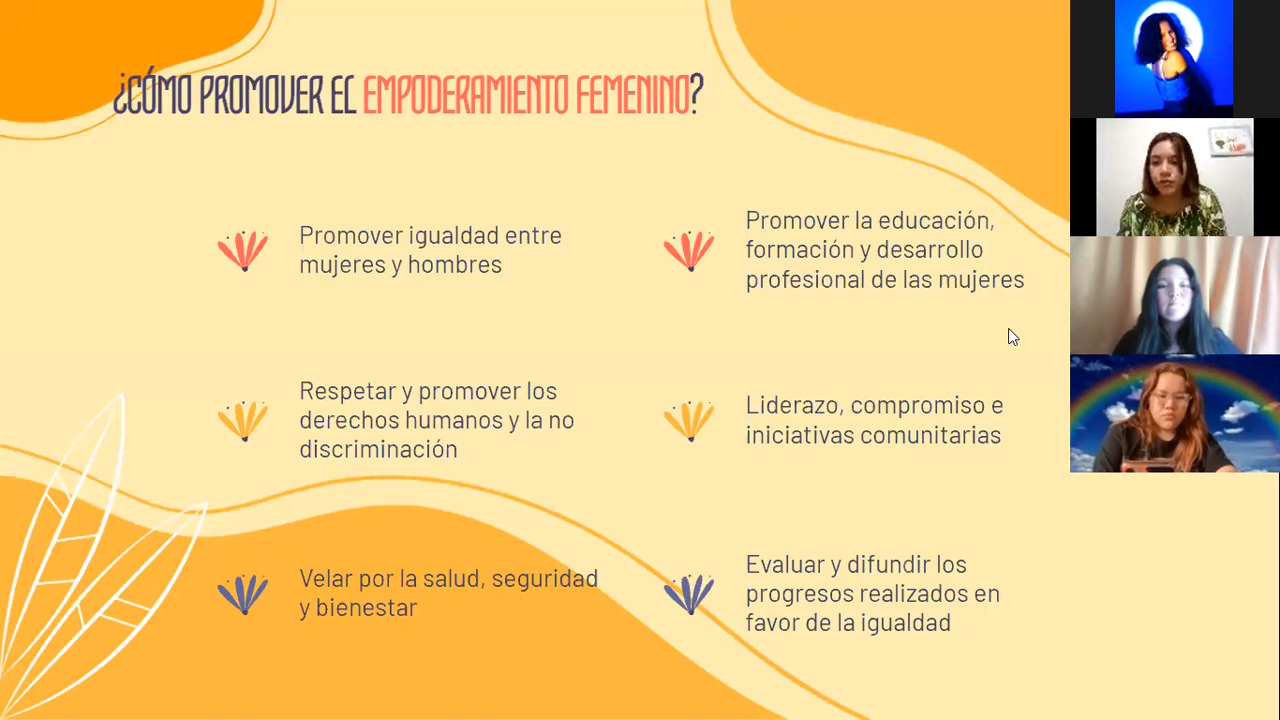 ¿CÓMO PROMOVER EL EMPODERAMIENTO FEMENINO?
Promover igualdad entre
mujeres y hombres
Promover la educación,
formación y desarrollo
profesional de las mujeres
Respetar y promover los
derechos humanos y la no
discriminación
Liderazo, compromiso e
iniciativas comunitarias
Velar por la salud, seguridad
y bienestar
Evaluar y difundir los
progresos realizados en
favor de la igualdad